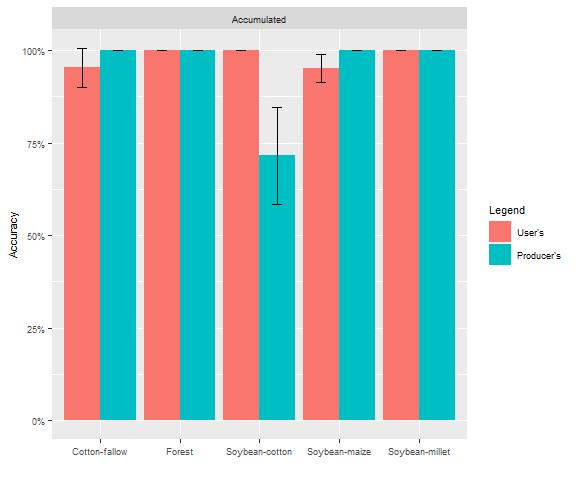 Accumulated
100%
75%
50%
25%
0%
Accuracy
Cotton-fallow
Forest
Soybean-cotton
Soybean-maize
Soybean-millet
Legend
User's
Producer's